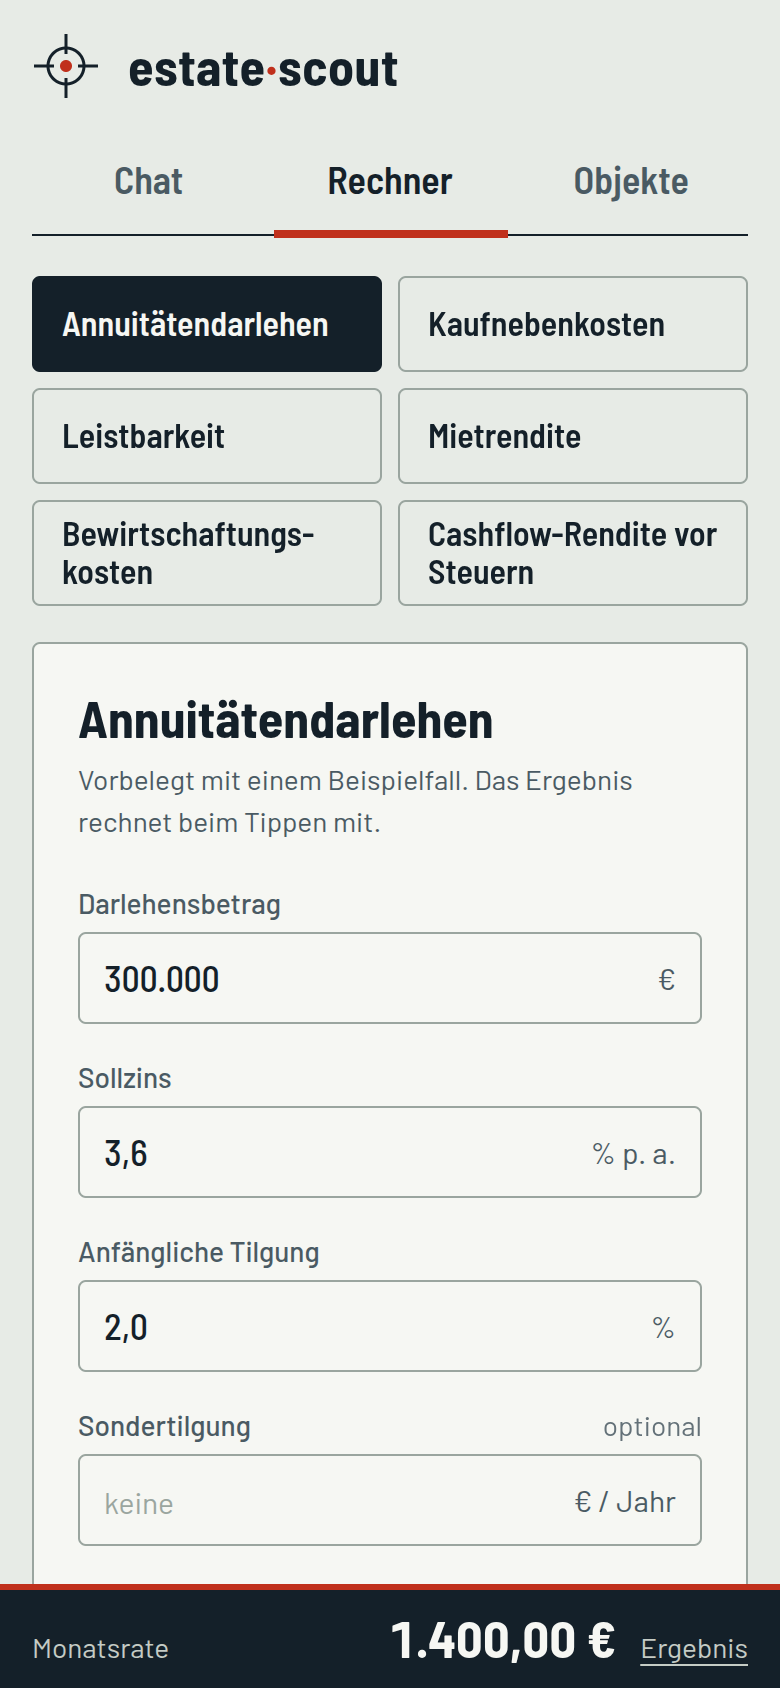 estate·scout
Chat Rechner Objekte
Annuitätendarlehen Kaufnebenkosten
Leistbarkeit Mietrendite
Bewirtschaftungs-
kosten
Cashflow-Rendite vor
Steuern
Annuitätendarlehen
Vorbelegt mit einem Beispielfall. Das Ergebnis
rechnet beim Tippen mit.
Darlehensbetrag
300.000 €
Sollzins
3,6 % p. a.
Anfängliche Tilgung
2,0 %
Sondertilgung optional
keine € / Jahr
Monatsrate 1.400,00 € Ergebnis